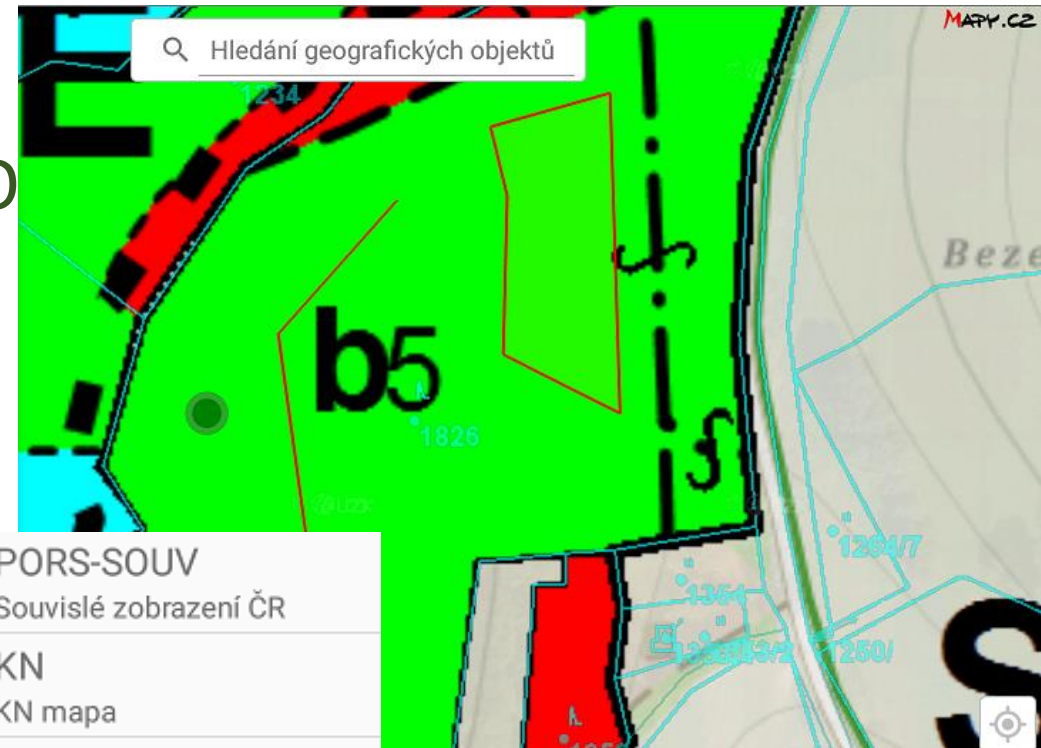 Hledání geografických objektů
MAPY.CZ
E
1234
Beze
b5
1826
1264/7
1354
1250/
S
PORS-SOUV
Souvislé zobrazení ČR
KN
KN mapa